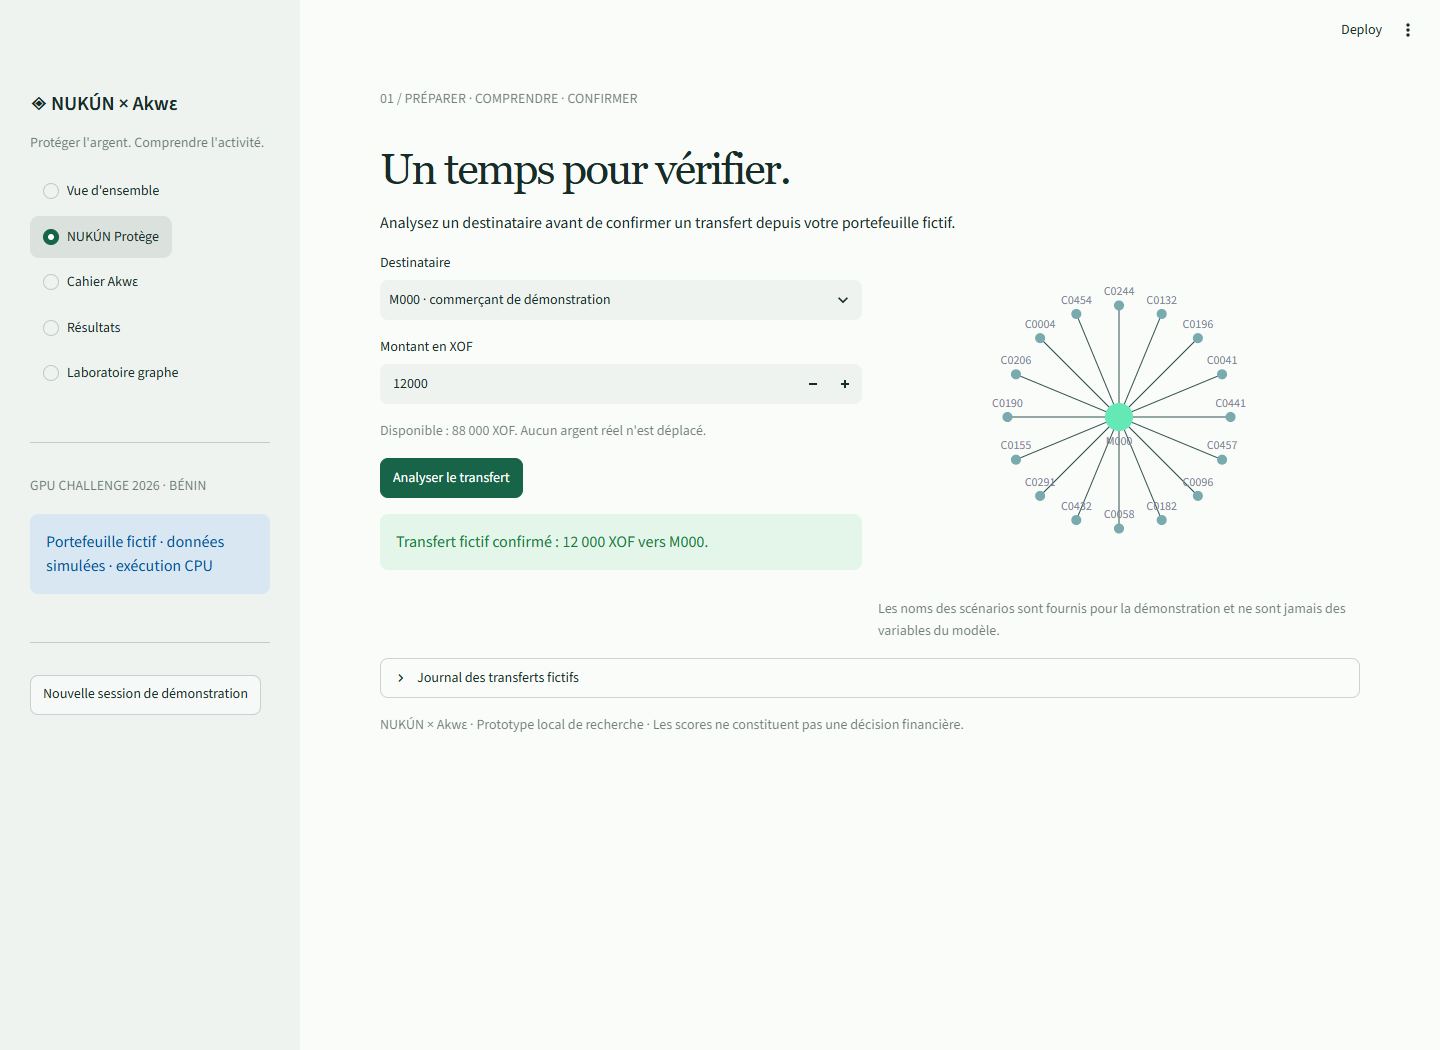 Deploy
◈ NUKÚN × Akwɛ
Protéger l'argent. Comprendre l'activité.
Vue d'ensemble
NUKÚN Protège
Cahier Akwɛ
Résultats
Laboratoire graphe
GPU CHALLENGE 2026 · BÉNIN
Portefeuille fictif · données
simulées · exécution CPU
Nouvelle session de démonstration
01 / PRÉPARER · COMPRENDRE · CONFIRMER
Un temps pour vérifier.
Analysez un destinataire avant de confirmer un transfert depuis votre portefeuille fictif.
Destinataire
M000 · commerçant de démonstration
Montant en XOF
12000
Disponible : 88 000 XOF. Aucun argent réel n'est déplacé.
Analyser le transfert
Transfert fictif confirmé : 12 000 XOF vers M000.
C0244
C0454
C0132
C0004
C0196
C0206
C0041
C0190
C0441
M000
C0155
C0457
C0291
C0096
C0432
C0182
C0058
Les noms des scénarios sont fournis pour la démonstration et ne sont jamais des
variables du modèle.
Journal des transferts fictifs
NUKÚN × Akwɛ · Prototype local de recherche · Les scores ne constituent pas une décision financière.